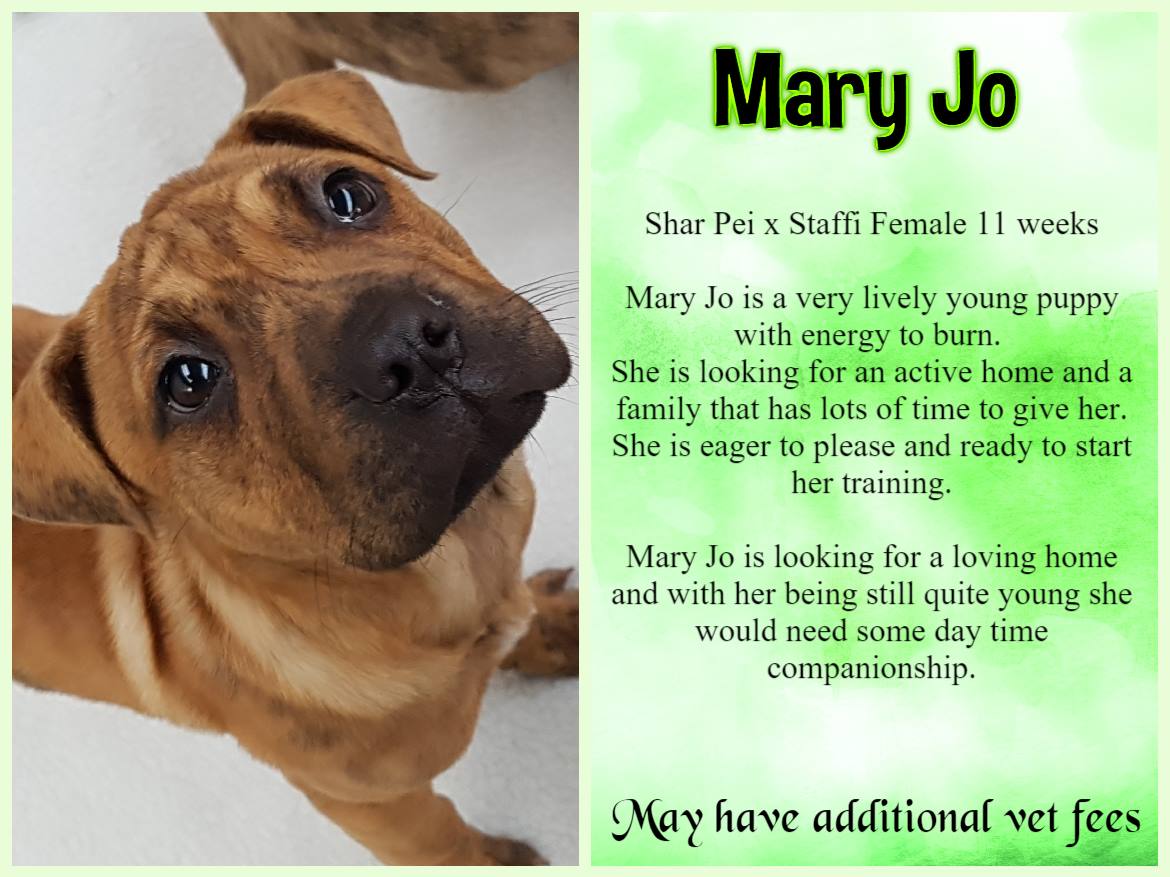 Mary Jo
Shar Pei x Staffi Female 11 weeks
Mary Jo is a very lively young puppy
with energy to burn.
She is looking for an active home and a
family that has lots of time to give her.
She is eager to please and ready to start
her training.
Mary Jo is looking for a loving home
and with her being still quite young she
would need some day time
companionship.
May have additional vet fees